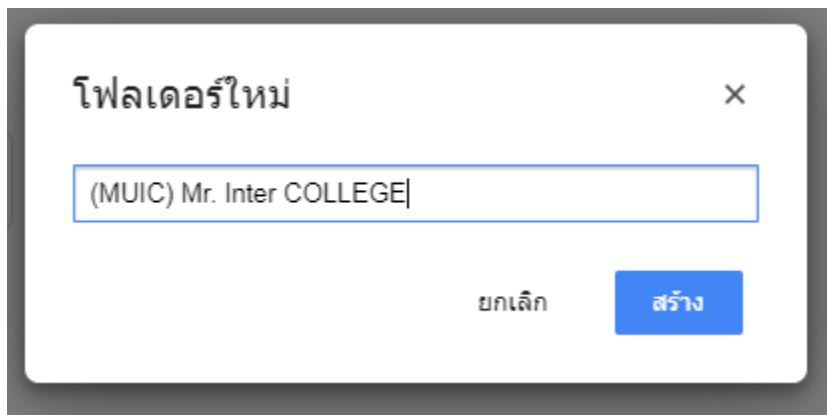 โฟลเดอร์ใหม่
(MUIC) Mr. Inter COLLEGE
ยกเลิก
สร้าง